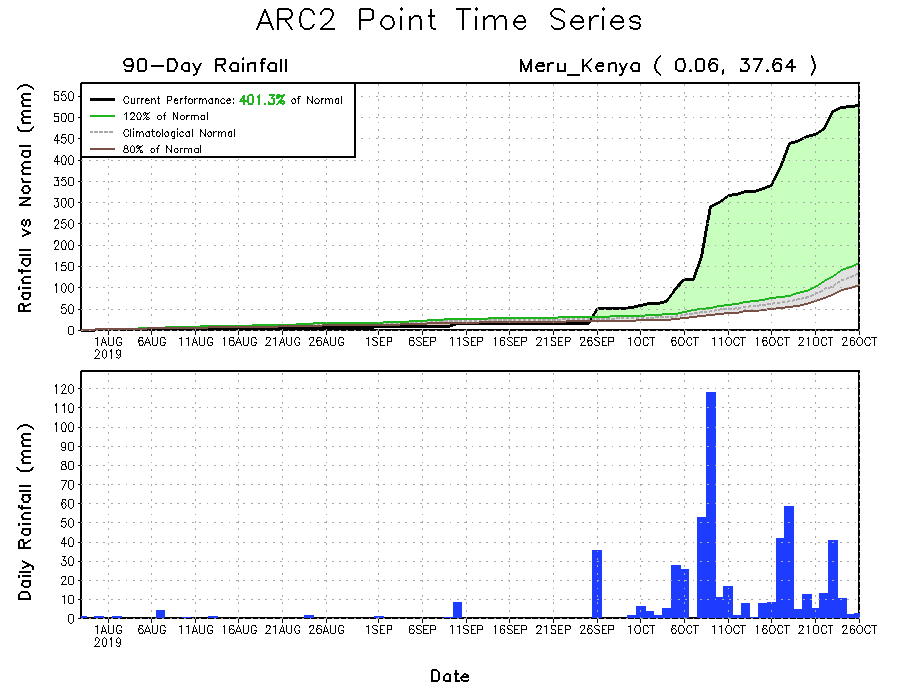 ARC2 Point Time Series
90-Day Rainfall Meru_Kenya ( 0.06, 37.64 )
Rainfall vs Normal (mm)
Current Performance: 401.3% of Normal
120% of Normal
Climatological Normal
80% of Normal
550
500
450
400
350
300
250
200
150
100
50
0
1AUG 6AUG 11AUG 16AUG 21AUG 26AUG 1SEP 6SEP 11SEP 16SEP 21SEP 26SEP 1OCT 6OCT 11OCT 16OCT 21OCT 26OCT
2019
Daily Rainfall (mm)
120
110
100
90
80
70
60
50
40
30
20
10
0
1AUG 6AUG 11AUG 16AUG 21AUG 26AUG 1SEP 6SEP 11SEP 16SEP 21SEP 26SEP 1OCT 6OCT 11OCT 16OCT 21OCT 26OCT
2019
Date